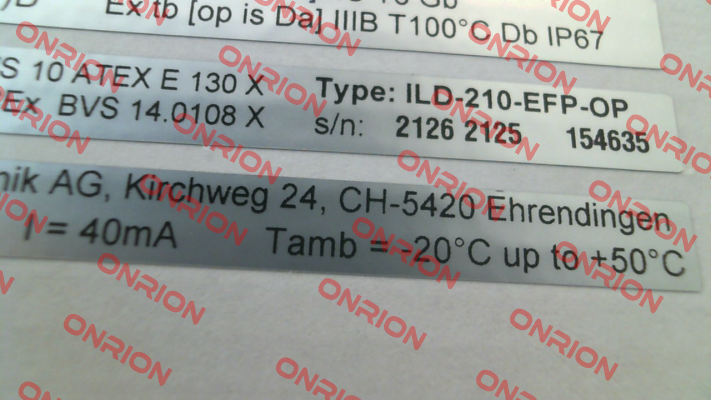 Ex tb [op is Da] IIIB T100°C Db IP67
S 10 ATEX E 130 X
Ex BVS 14.0108 X
Type: ILD-210-EFP-OP
s/n: 2126 2125 154635
nik AG, Kirchweg 24, CH-5420 Ehrendingen
I = 40mA Tamb = -20°C up to +50°C
ONRION